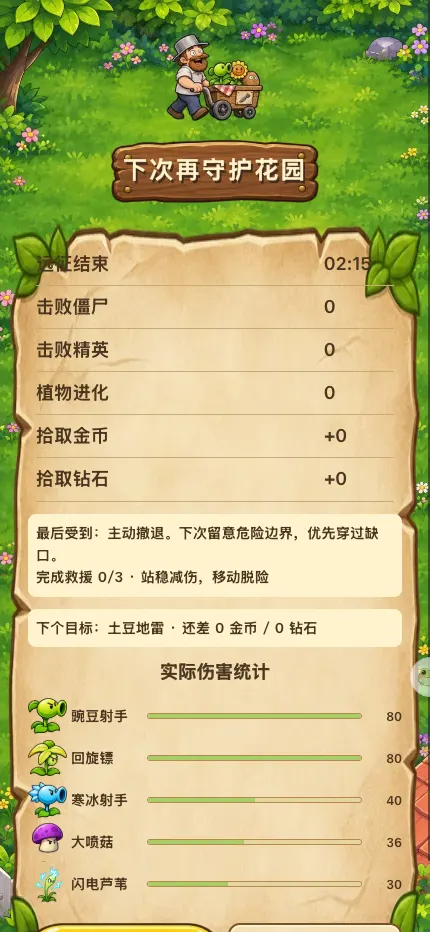 下次再守护花园
远征结束 02:15
击败僵尸 0
击败精英 0
植物进化 0
拾取金币 +0
拾取钻石 +0
最后受到：主动撤退。下次留意危险边界，优先穿过缺
口。
完成救援 0/3 · 站稳减伤，移动脱险
下个目标：土豆地雷 · 还差 0 金币 / 0 钻石
实际伤害统计
豌豆射手 80
回旋镖 80
寒冰射手 40
大喷菇 36
闪电芦苇 30